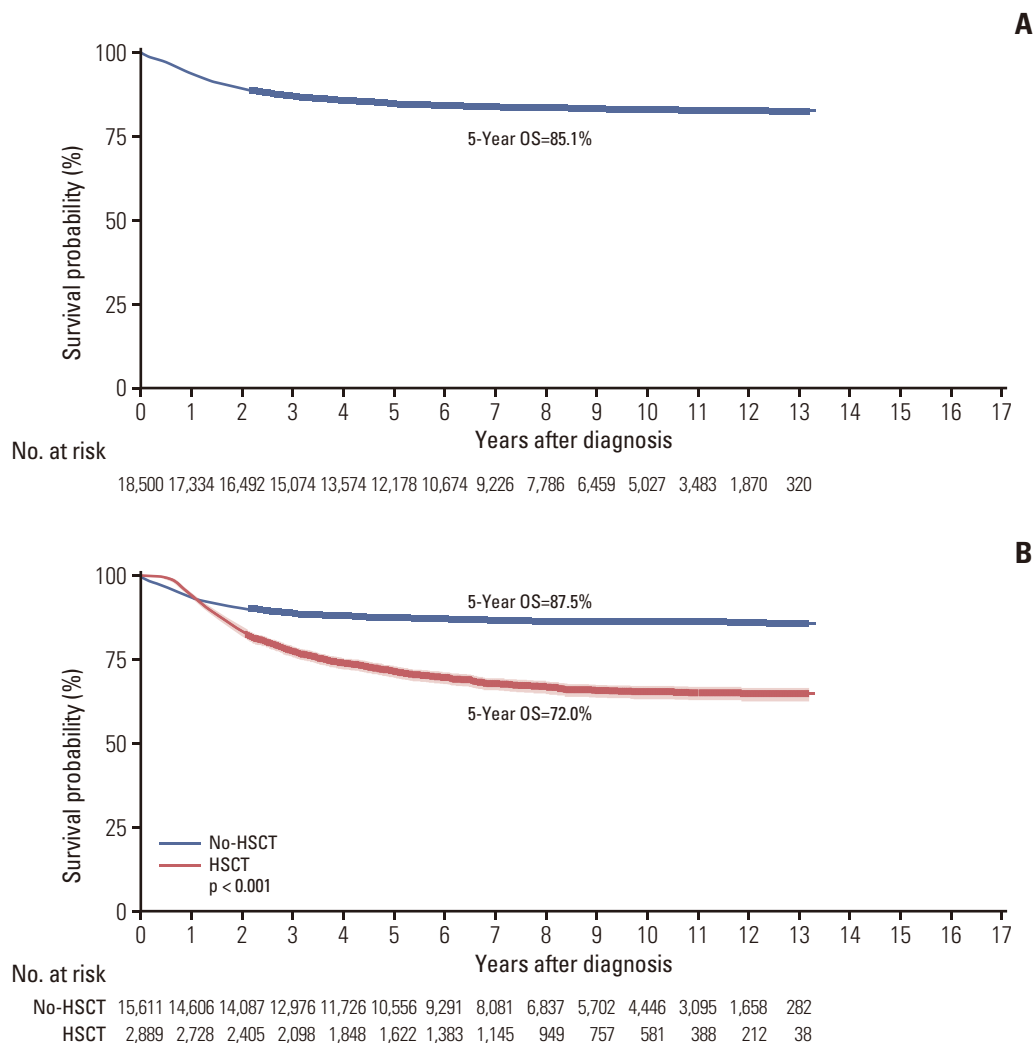 A
100
75
50
25
0
Survival probability (%)
5-Year OS=85.1%
0 1 2 3 4 5 6 7 8 9 10 11 12 13 14 15 16 17
Years after diagnosis
No. at risk
18,500 17,334 16,492 15,074 13,574 12,178 10,674 9,226 7,786 6,459 5,027 3,483 1,870 320
B
100
75
50
25
0
Survival probability (%)
5-Year OS=87.5%
5-Year OS=72.0%
No-HSCT
HSCT
p < 0.001
0 1 2 3 4 5 6 7 8 9 10 11 12 13 14 15 16 17
Years after diagnosis
No. at risk
No-HSCT 15,611 14,606 14,087 12,976 11,726 10,556 9,291 8,081 6,837 5,702 4,446 3,095 1,658 282
HSCT 2,889 2,728 2,405 2,098 1,848 1,622 1,383 1,145 949 757 581 388 212 38